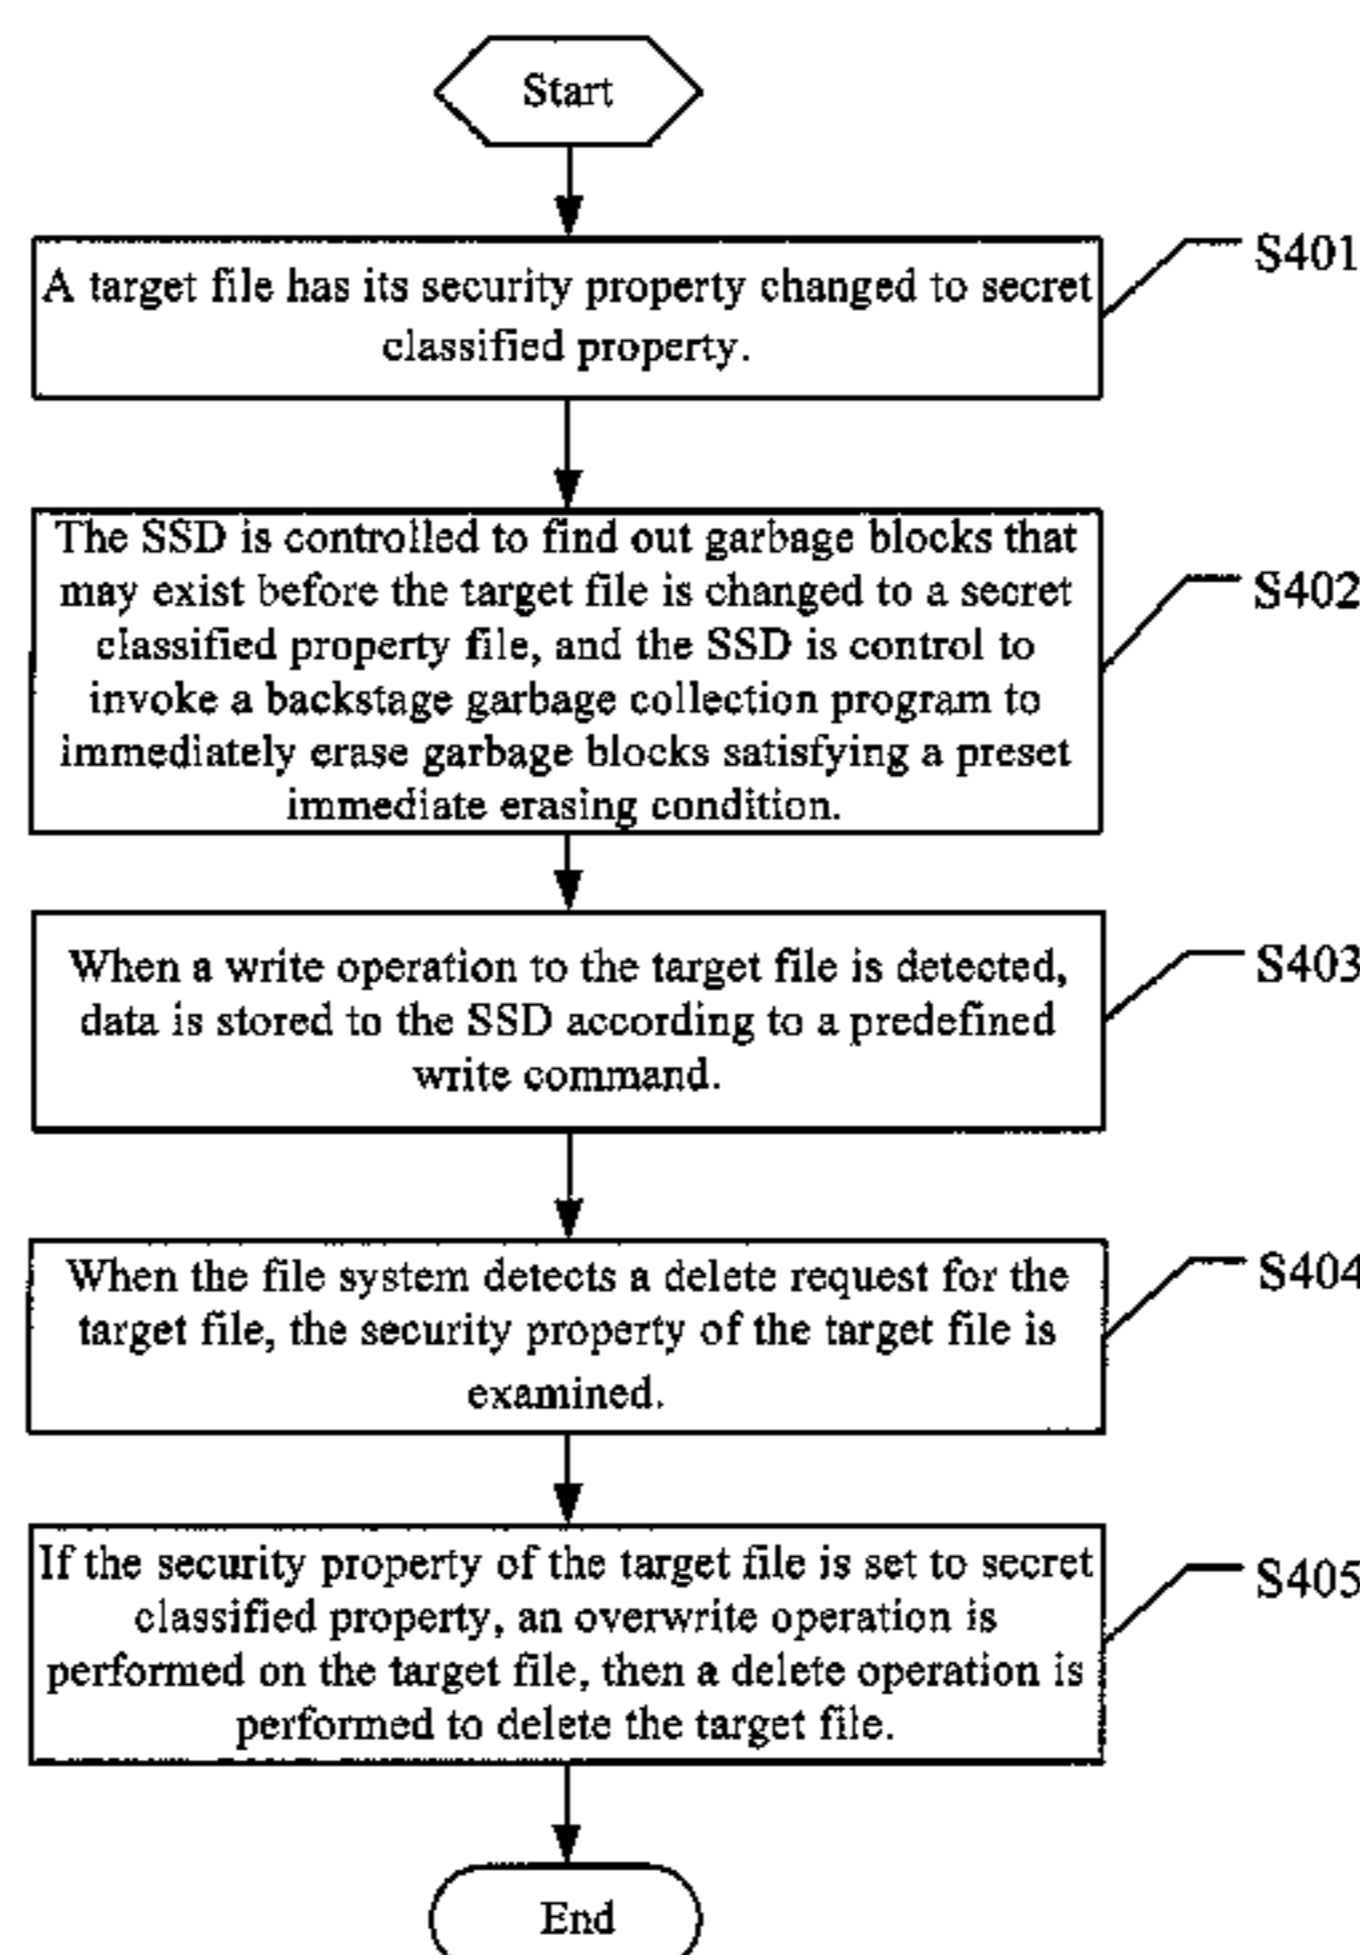 Start
A target file has its security property changed to secret
classified property.
S401
The SSD is controlled to find out garbage blocks that
may exist before the target file is changed to a secret
classified property file, and the SSD is control to
invoke a backstage garbage collection program to
immediately erase garbage blocks satisfying a preset
immediate erasing condition.
S402
When a write operation to the target file is detected,
data is stored to the SSD according to a predefined
write command.
S403
When the file system detects a delete request for the
target file, the security property of the target file is
examined.
S404
If the security property of the target file is set to secret
classified property, an overwrite operation is
performed on the target file, then a delete operation is
performed to delete the target file.
S405
End